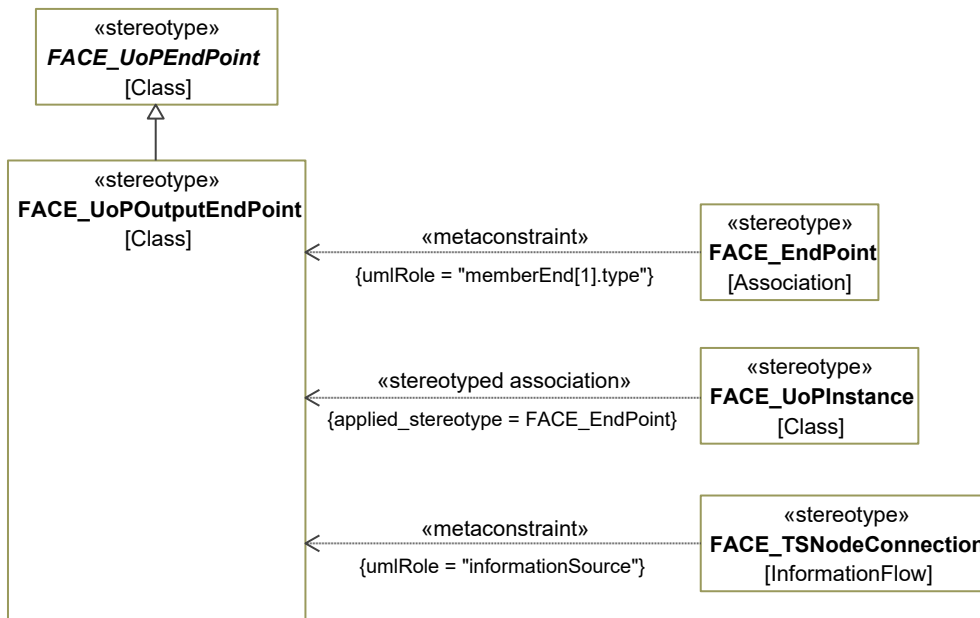 «stereotype»
FACE_UoPEndPoint
[Class]
«stereotype»
FACE_UoPOutputEndPoint
[Class]
«metaconstraint»
{umlRole = "memberEnd[1].type"}
«stereotype»
FACE_EndPoint
[Association]
«stereotyped association»
{applied_stereotype = FACE_EndPoint}
«stereotype»
FACE_UoPInstance
[Class]
«metaconstraint»
{umlRole = "informationSource"}
«stereotype»
FACE_TSNodeConnection
[InformationFlow]